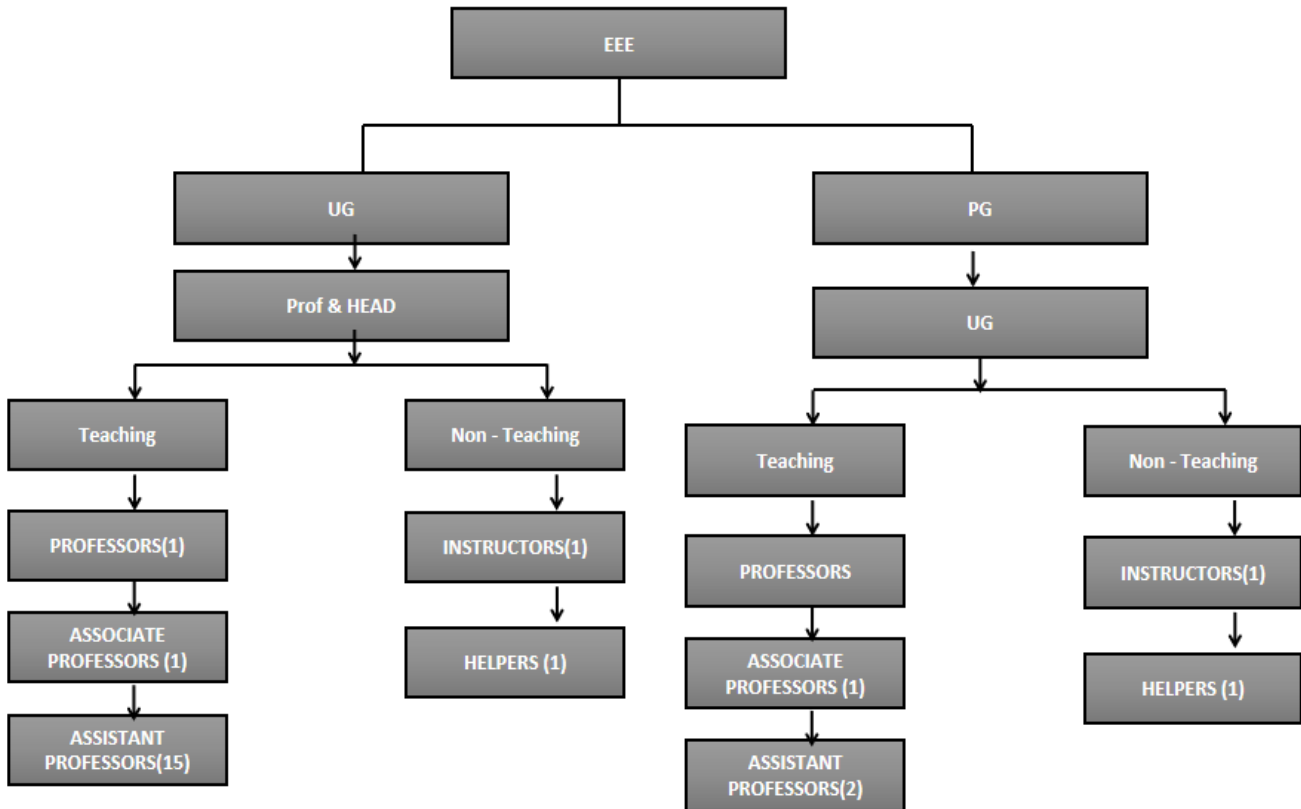 EEE
UG
PG
Prof & HEAD
UG
Teaching
Non - Teaching
Teaching
Non - Teaching
PROFESSORS(1)
INSTRUCTORS(1)
PROFESSORS
INSTRUCTORS(1)
ASSOCIATE
PROFESSORS (1)
HELPERS (1)
ASSOCIATE
PROFESSORS (1)
HELPERS (1)
ASSISTANT
PROFESSORS(15)
ASSISTANT
PROFESSORS(2)